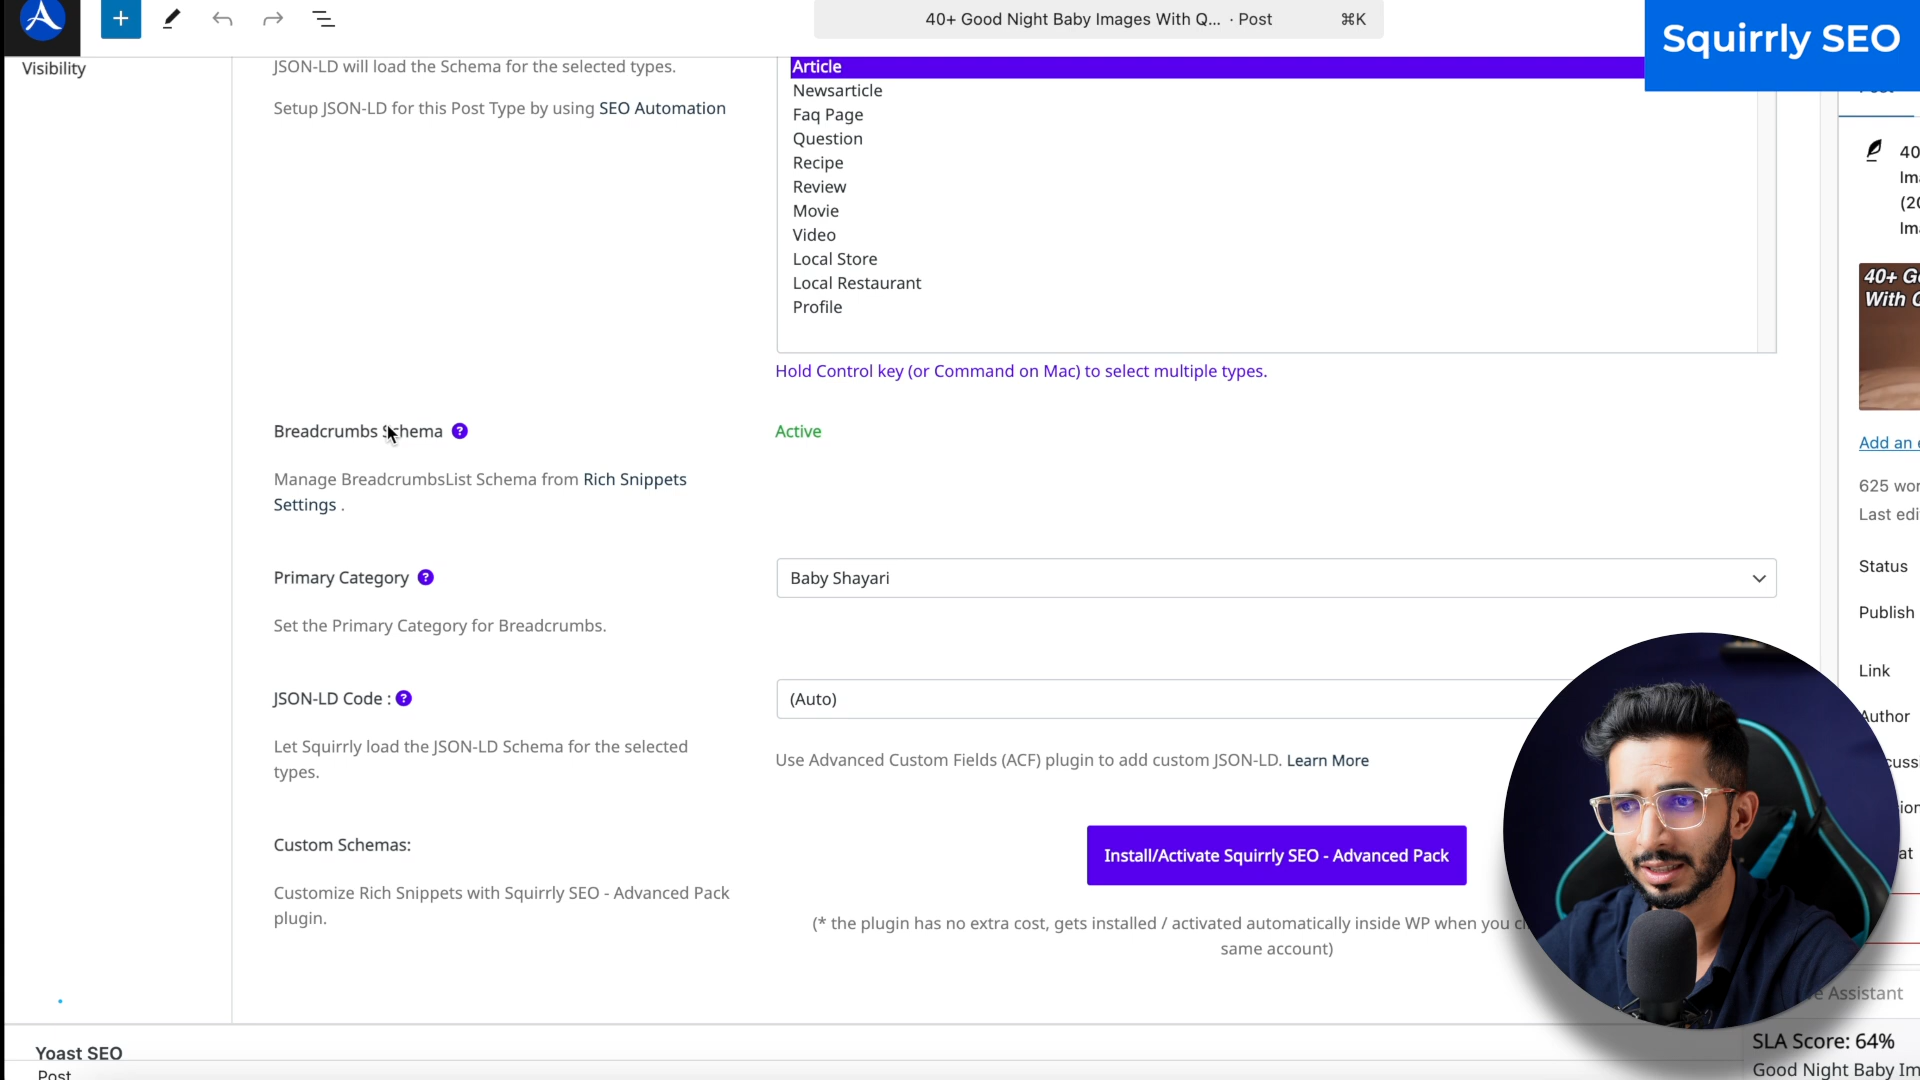 40+ Good Night Baby Images With Q... · Post ⌘K
Squirrly SEO
Visibility
JSON-LD will load the Schema for the selected types.
Setup JSON-LD for this Post Type by using SEO Automation
Article
Newsarticle
Faq Page
Question
Recipe
Review
Movie
Video
Local Store
Local Restaurant
Profile
Hold Control key (or Command on Mac) to select multiple types.
Breadcrumbs Schema ?
Active
Manage BreadcrumbsList Schema from Rich Snippets
Settings .
Primary Category ?
Baby Shayari
Set the Primary Category for Breadcrumbs.
JSON-LD Code : ?
(Auto)
Let Squirrly load the JSON-LD Schema for the selected
types.
Use Advanced Custom Fields (ACF) plugin to add custom JSON-LD. Learn More
Custom Schemas:
Install/Activate Squirrly SEO - Advanced Pack
Customize Rich Snippets with Squirrly SEO - Advanced Pack
plugin.
(* the plugin has no extra cost, gets installed / activated automatically inside WP when you
same account)
Yoast SEO
Post
40
(20
40+
With
Add an
625
Last
Status
Publish
Link
Author
Assistant
SLA Score: 64%
Good Night Baby